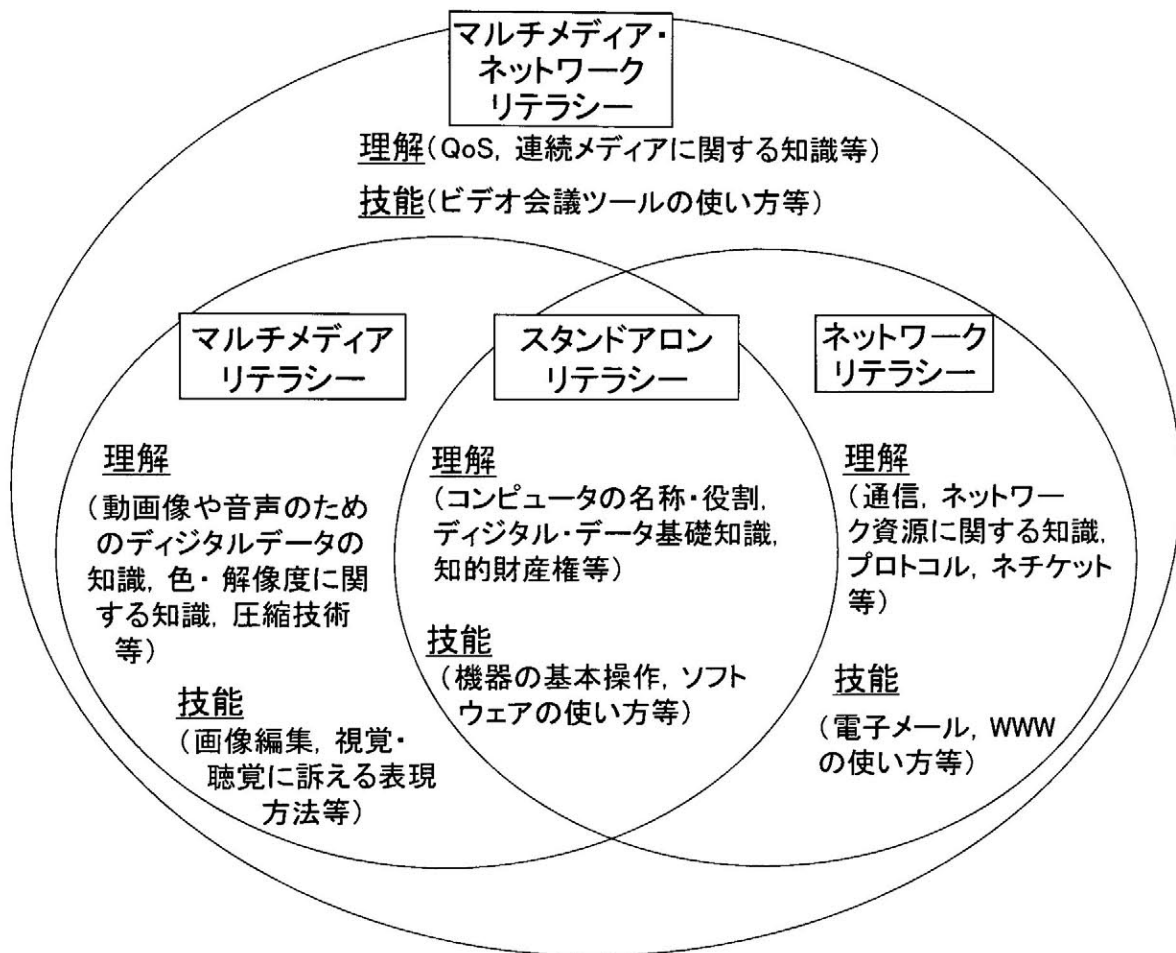 マルチメディア・
ネットワーク
リテラシー
理解(QoS, 連続メディアに関する知識等)
技能(ビデオ会議ツールの使い方等)
マルチメディア
リテラシー
理解
(動画像や音声のため
のディジタルデータの
知識, 色・解像度に関
する知識, 圧縮技術
等)
技能
(画像編集, 視覚・
聴覚に訴える表現
方法等)
スタンドアロン
リテラシー
理解
(コンピュータの名称・役割,
ディジタル・データ基礎知識,
知的財産権等)
技能
(機器の基本操作, ソフト
ウェアの使い方等)
ネットワーク
リテラシー
理解
(通信, ネットワー
ク資源に関する知識,
プロトコル, ネチケット
等)
技能
(電子メール, WWW
の使い方等)